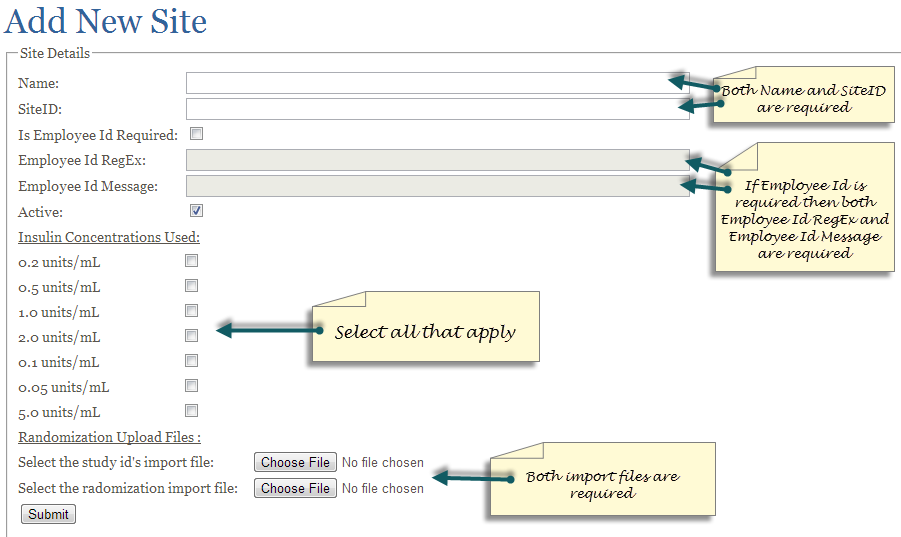 Add New Site
Site Details
Name:
SiteID:
Both Name and SiteID
are required
Is Employee Id Required:
Employee Id RegEx:
Employee Id Message:
If Employee Id is
required then both
Employee Id RegEx and
Employee Id Message
are required
Active:
Insulin Concentrations Used:
0.2 units/mL
0.5 units/mL
1.0 units/mL
2.0 units/mL
0.1 units/mL
0.05 units/mL
5.0 units/mL
Select all that apply
Randomization Upload Files :
Select the study id's import file: Choose File No file chosen
Select the radomization import file: Choose File No file chosen
Both import files are
required
Submit